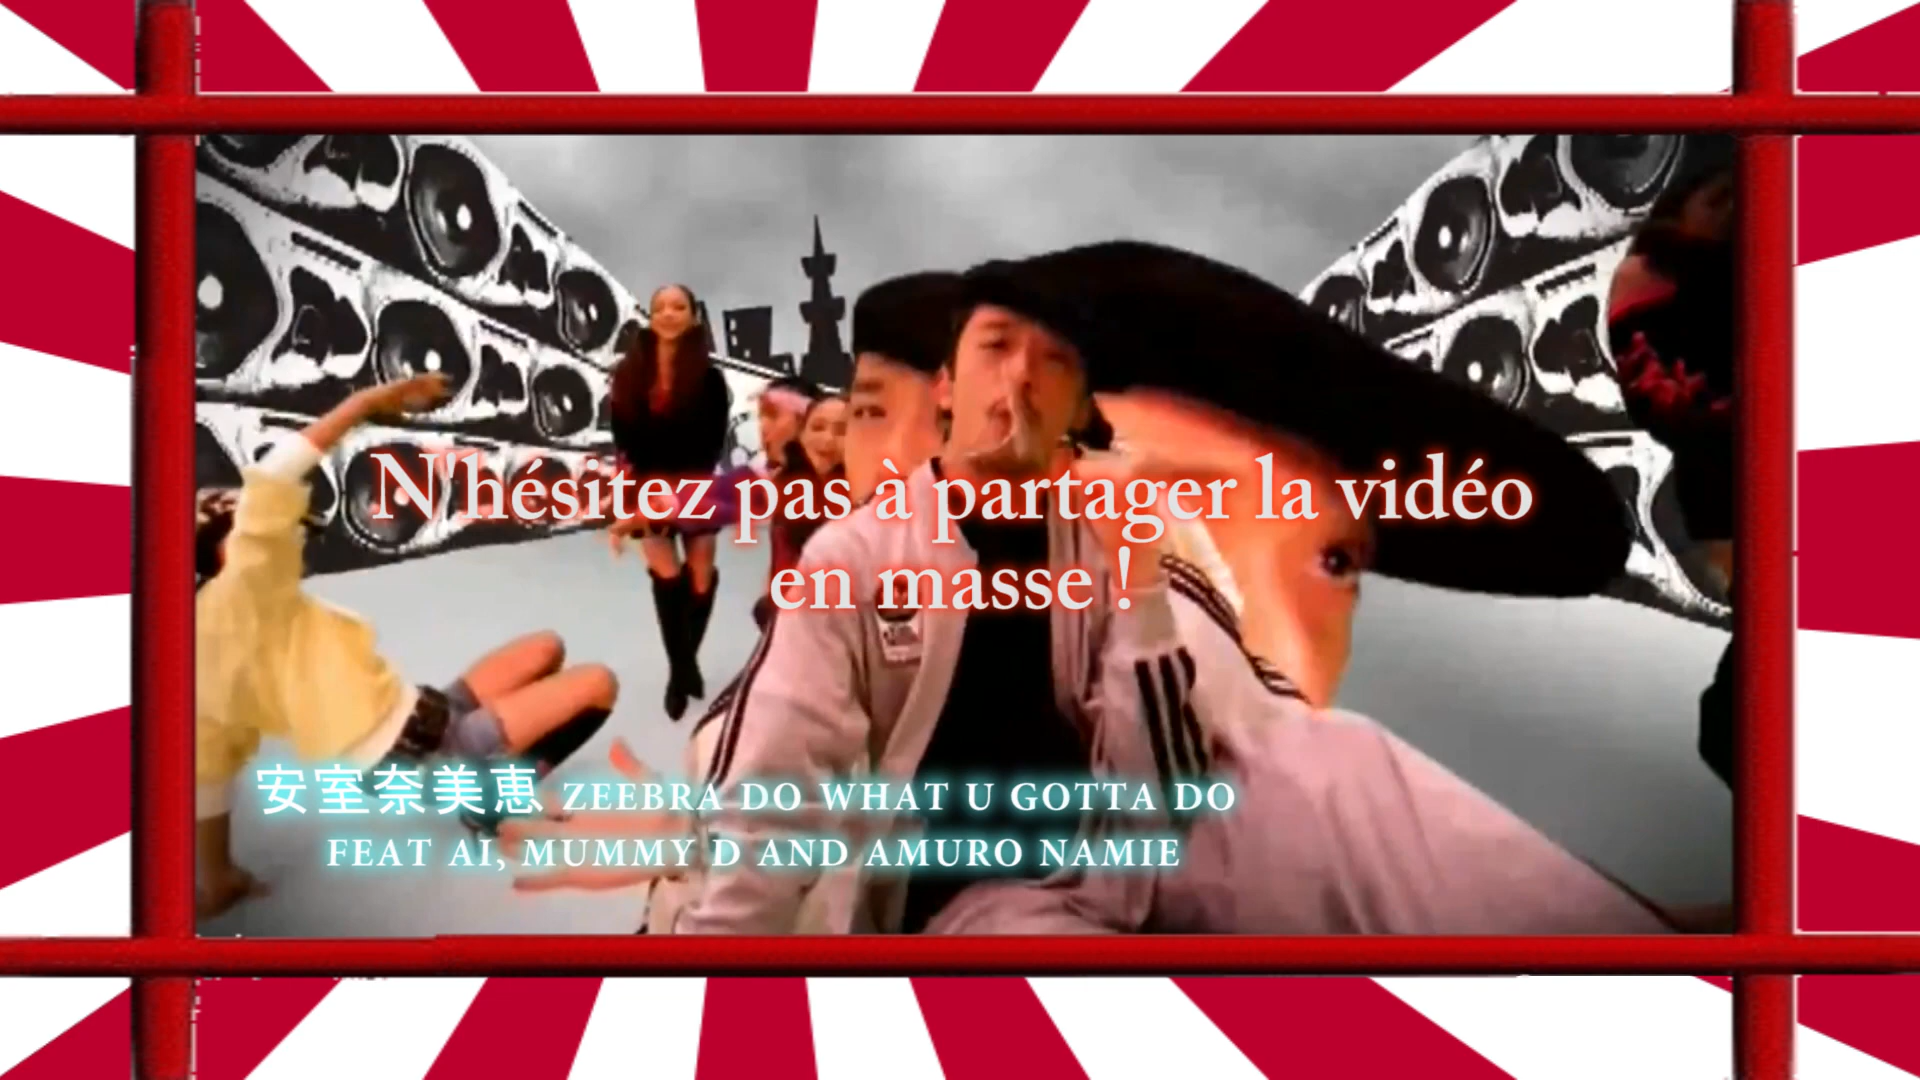 N'hésitez pas à partager la vidéo
en masse !
安室奈美恵 ZEEBRA DO WHAT U GOTTA DO
FEAT AI, MUMMY D AND AMURO NAMIE